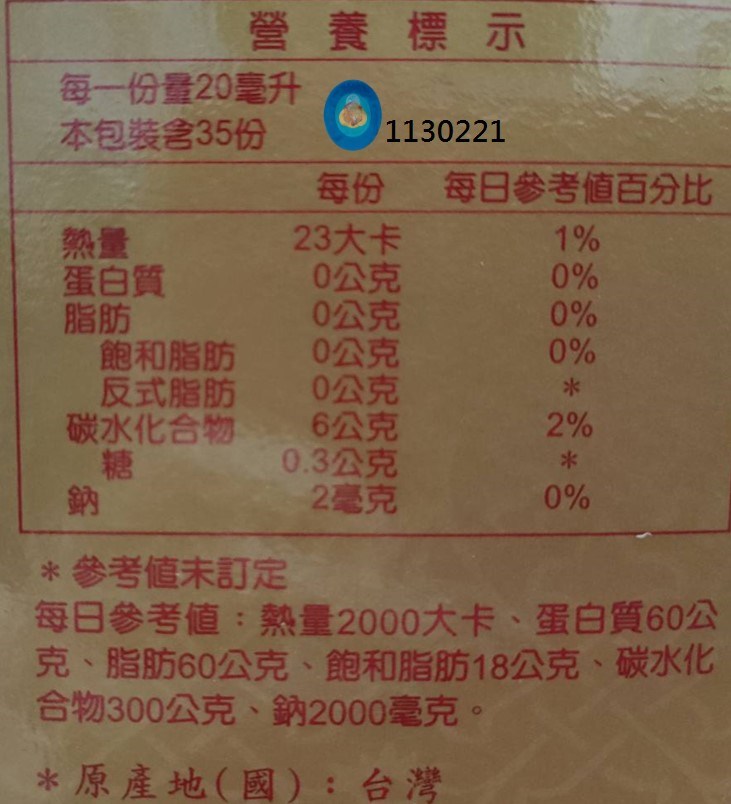 營養標示
每一份量20毫升
本包裝含35份
1130221
每份 每日參考值百分比
熱量 23大卡 1%
蛋白質 0公克 0%
脂肪 0公克 0%
飽和脂肪 0公克 0%
反式脂肪 0公克 *
碳水化合物 6公克 2%
糖 0.3公克 *
鈉 2毫克 0%
*參考值未訂定
每日參考值：熱量2000大卡、蛋白質60公
克、脂肪60公克、飽和脂肪18公克、碳水化
合物300公克、鈉2000毫克。
*原產地(國)：台灣